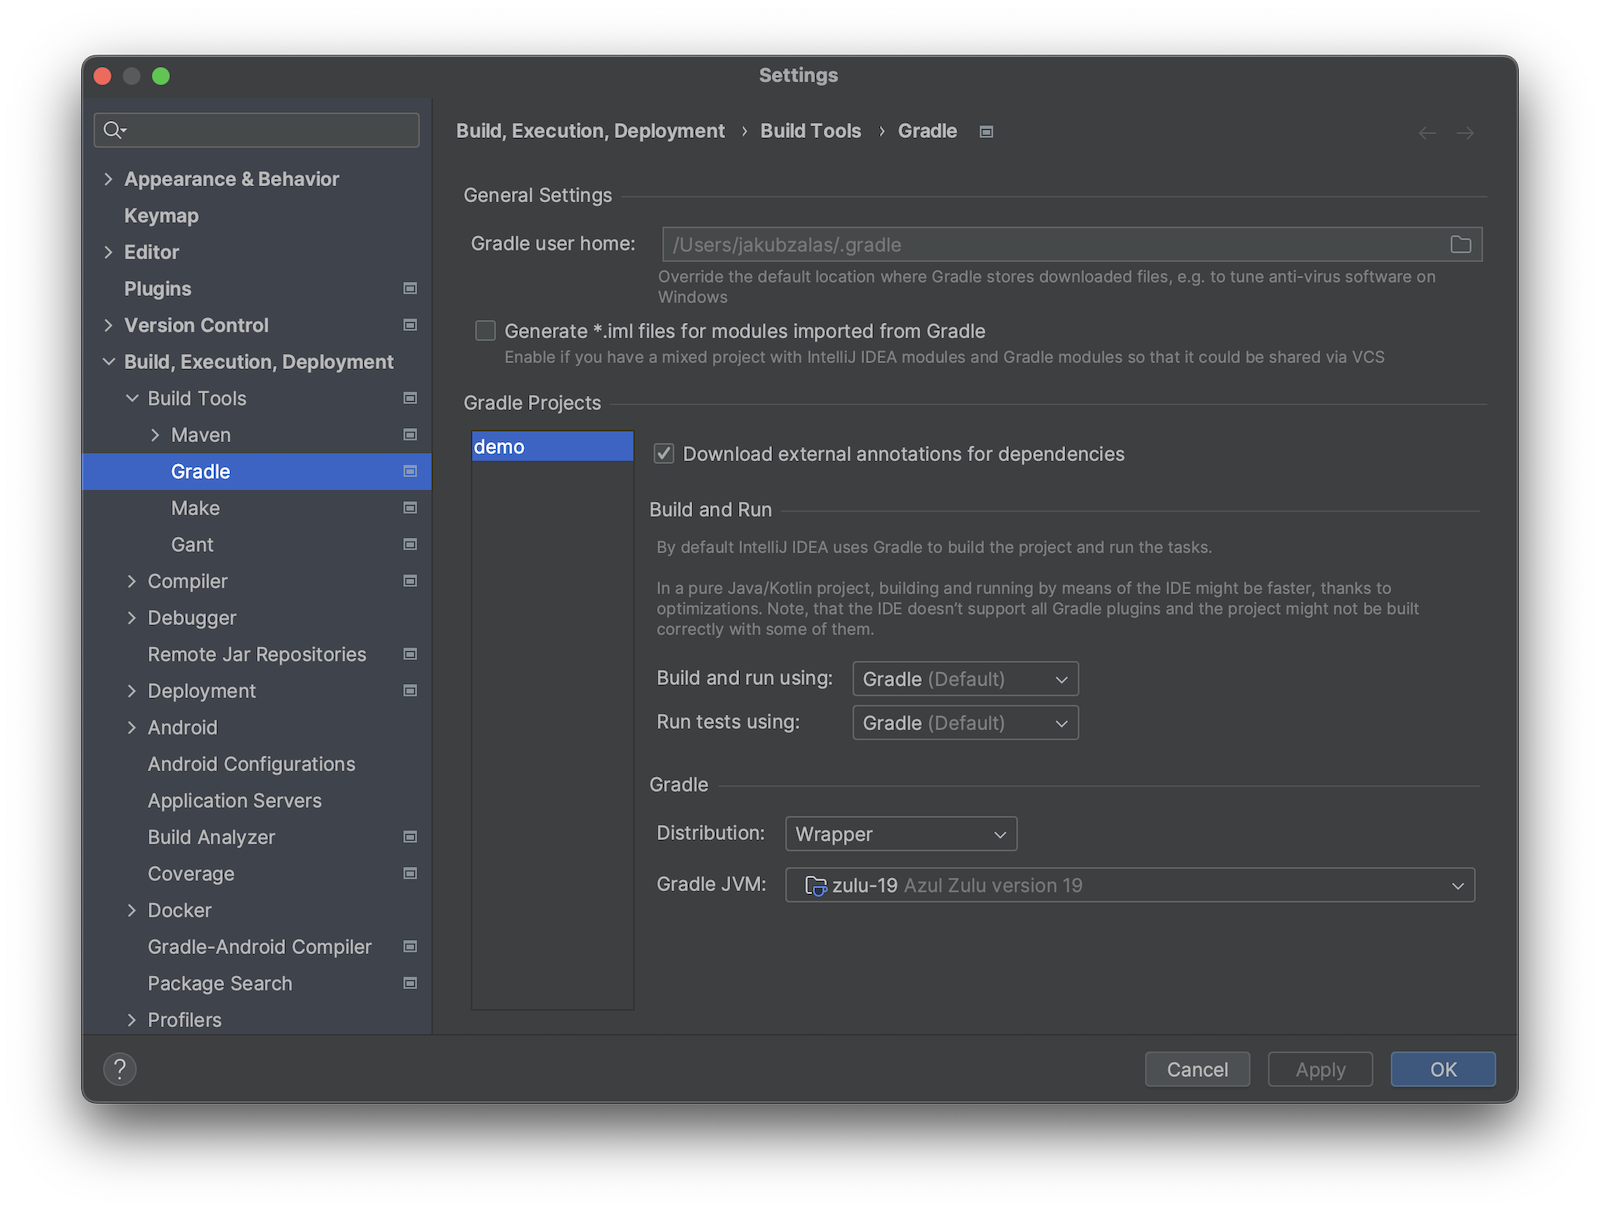 Settings
Appearance & Behavior
Keymap
Editor
Plugins
Version Control
Build, Execution, Deployment
Build Tools
Maven
Gradle
Make
Gant
Compiler
Debugger
Remote Jar Repositories
Deployment
Android
Android Configurations
Application Servers
Build Analyzer
Coverage
Docker
Gradle-Android Compiler
Package Search
Profilers
Build, Execution, Deployment › Build Tools › Gradle
General Settings
Gradle user home: /Users/jakubzalas/.gradle
Override the default location where Gradle stores downloaded files, e.g. to tune anti-virus software on
Windows
Generate *.iml files for modules imported from Gradle
Enable if you have a mixed project with IntelliJ IDEA modules and Gradle modules so that it could be shared via VCS
Gradle Projects
demo
Download external annotations for dependencies
Build and Run
By default IntelliJ IDEA uses Gradle to build the project and run the tasks.
In a pure Java/Kotlin project, building and running by means of the IDE might be faster, thanks to
optimizations. Note, that the IDE doesn't support all Gradle plugins and the project might not be built
correctly with some of them.
Build and run using: Gradle (Default)
Run tests using: Gradle (Default)
Gradle
Distribution: Wrapper
Gradle JVM: zulu-19 Azul Zulu version 19
? Cancel Apply OK